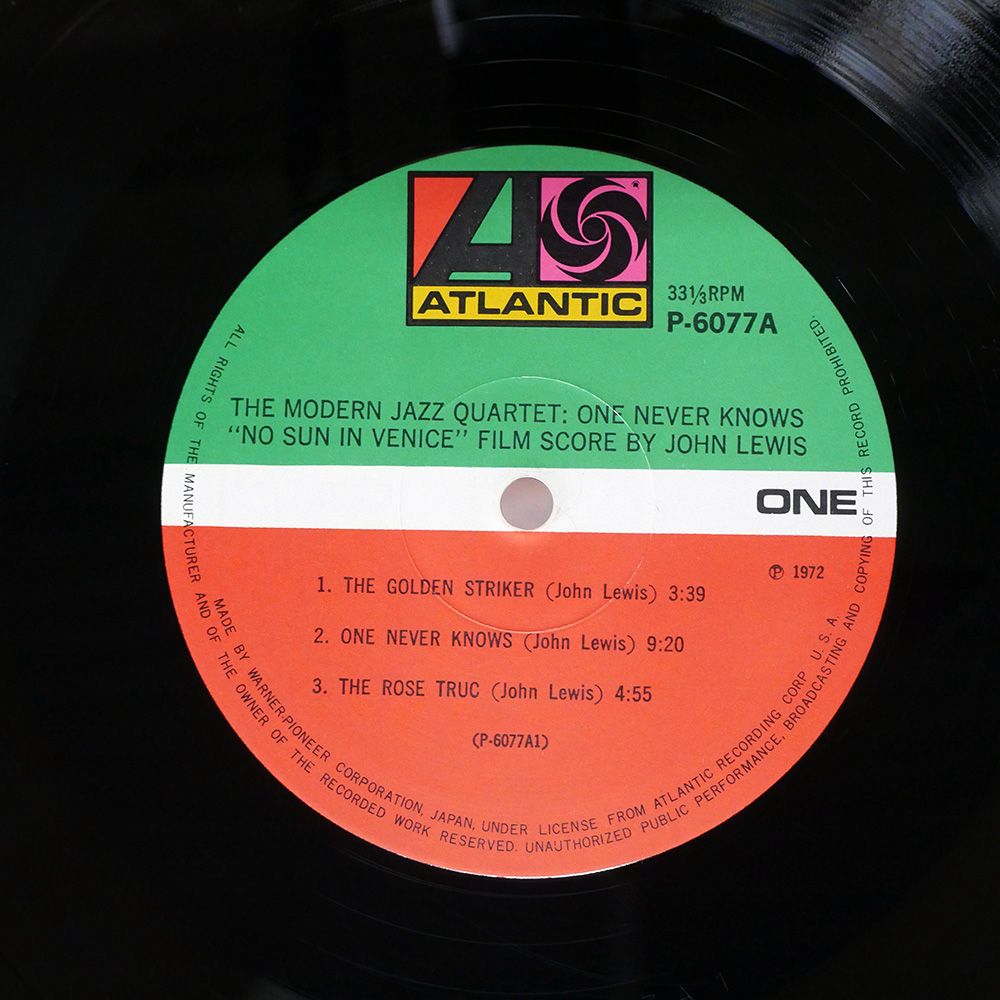 ATLANTIC
33⅓RPM
P-6077A
THE MODERN JAZZ QUARTET: ONE NEVER KNOWS
"NO SUN IN VENICE" FILM SCORE BY JOHN LEWIS
ONE
℗ 1972
1. THE GOLDEN STRIKER (John Lewis) 3:39
2. ONE NEVER KNOWS (John Lewis) 9:20
3. THE ROSE TRUC (John Lewis) 4:55
(P-6077A1)
MADE BY WARNER-PIONEER CORPORATION, JAPAN, UNDER LICENSE FROM ATLANTIC RECORDING CORP. U.S.A.
ALL RIGHTS OF THE MANUFACTURER AND OF THE OWNER OF THE RECORDED WORK RESERVED. UNAUTHORIZED PUBLIC PERFORMANCE, BROADCASTING AND COPYING OF THIS RECORD PROHIBITED.